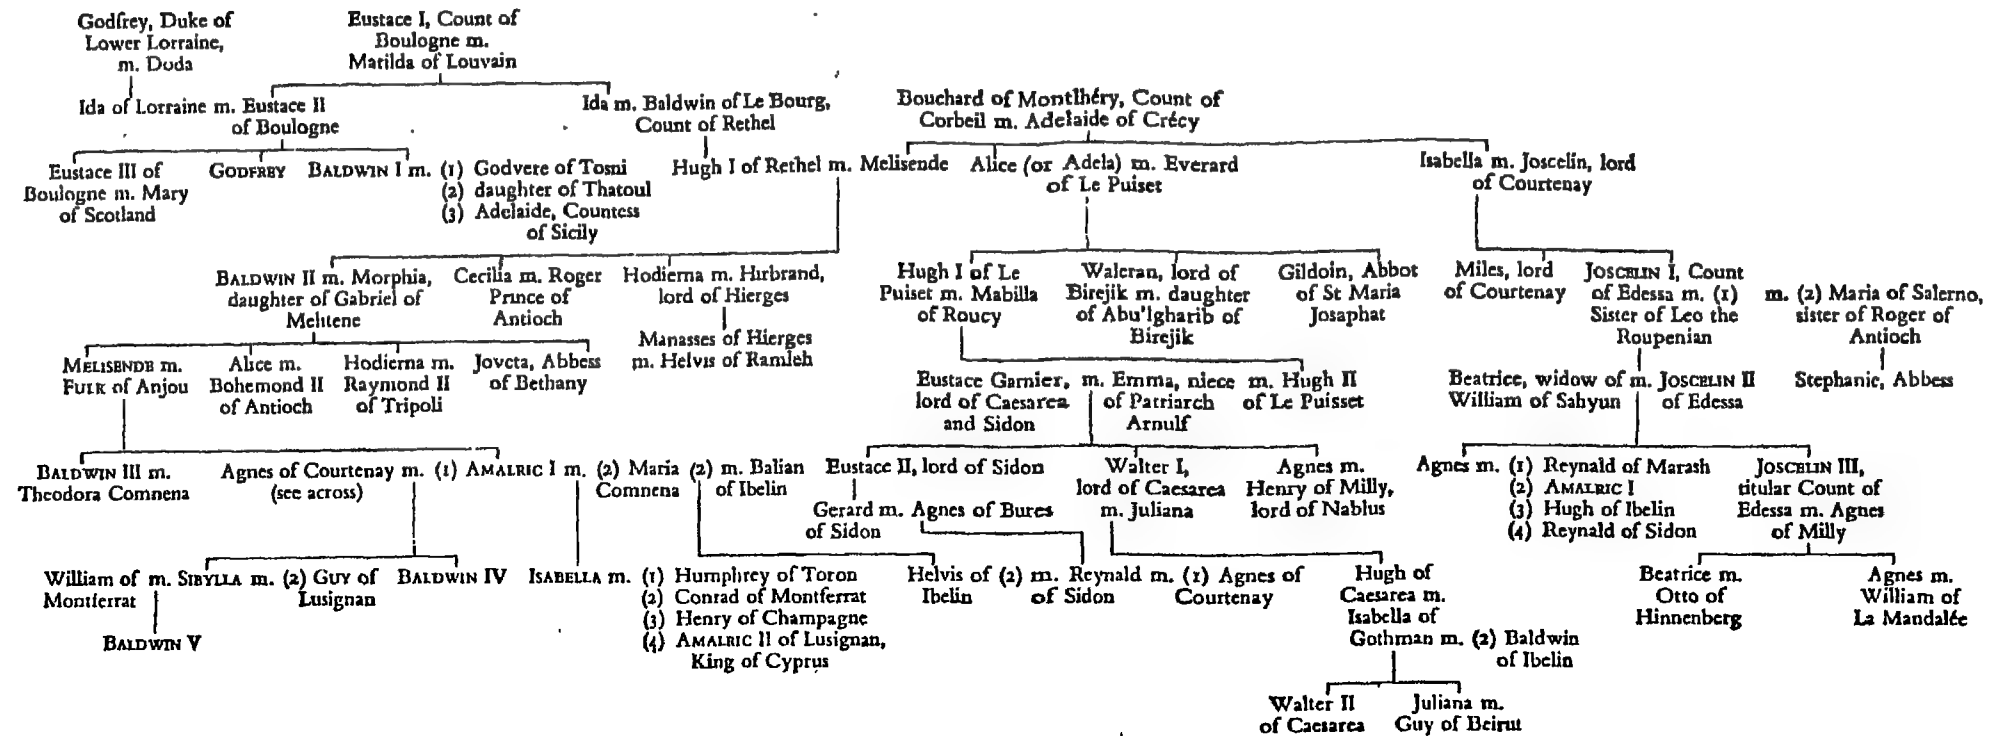 Godfrey, Duke of
Lower Lorraine,
m. Doda
Eustace I, Count of
Boulogne m.
Matilda of Louvain
Ida of Lorraine m. Eustace II
of Boulogne
Ida m. Baldwin of Le Bourg,
Count of Rethel
Bouchard of Montlhéry, Count of
Corbeil m. Adelaide of Crécy
Eustace III of
Boulogne m. Mary
of Scotland
GODFREY
BALDWIN I m. (1) Godvere of Tosni
(2) daughter of Thatoul
(3) Adelaide, Countess
of Sicily
Hugh I of Rethel m. Melisende
Alice (or Adela) m. Everard
of Le Puiset
Isabella m. Joscelin, lord
of Courtenay
BALDWIN II m. Morphia,
daughter of Gabriel of
Melitene
Cecilia m. Roger
Prince of
Antioch
Hodierna m. Hirbrand,
lord of Hierges
Manasses of Hierges
m. Helvis of Ramleh
Hugh I of Le
Puiset m. Mabilla
of Roucy
Waleran, lord of
Birejik m. daughter
of Abu'lgharib of
Birejik
Gildoin, Abbot
of St Maria
Josaphat
Miles, lord
of Courtenay
JOSCELIN I, Count
of Edessa m. (1)
Sister of Leo the
Roupenian
m. (2) Maria of Salerno,
sister of Roger of
Antioch
MELISENDE m.
FULK of Anjou
Alice m.
Bohemond II
of Antioch
Hodierna m.
Raymond II
of Tripoli
Joveta, Abbess
of Bethany
Eustace Garnier,
lord of Caesarea
and Sidon
m. Emma, niece
of Patriarch
Arnulf
m. Hugh II
of Le Puisset
Beatrice, widow of m. JOSCELIN II
William of Sahyun of Edessa
Stephanie, Abbess
BALDWIN III m.
Theodora Comnena
Agnes of Courtenay m. (1) AMALRIC I m. (2) Maria
(see across)
Comnena
(2) m. Balian
of Ibelin
Eustace II, lord of Sidon
Walter I,
lord of Caesarea
m. Juliana
Agnes m.
Henry of Milly,
lord of Nablus
Agnes m. (1) Reynald of Marash
(2) AMALRIC I
(3) Hugh of Ibelin
(4) Reynald of Sidon
JOSCELIN III,
titular Count of
Edessa m. Agnes
of Milly
Gerard m. Agnes of Bures
of Sidon
William of m. SIBYLLA m. (2) GUY of
Montferrat
Lusignan
BALDWIN IV
BALDWIN V
ISABELLA m. (1) Humphrey of Toron
(2) Conrad of Montferrat
(3) Henry of Champagne
(4) AMALRIC II of Lusignan,
King of Cyprus
Helvis of (2) m. Reynald m. (1) Agnes of
Ibelin of Sidon Courtenay
Hugh of
Caesarea m.
Isabella of
Gothman m. (2) Baldwin
of Ibelin
Beatrice m.
Otto of
Hinnenberg
Agnes m.
William of
La Mandalée
Walter II
of Caesarea
Juliana m.
Guy of Beirut